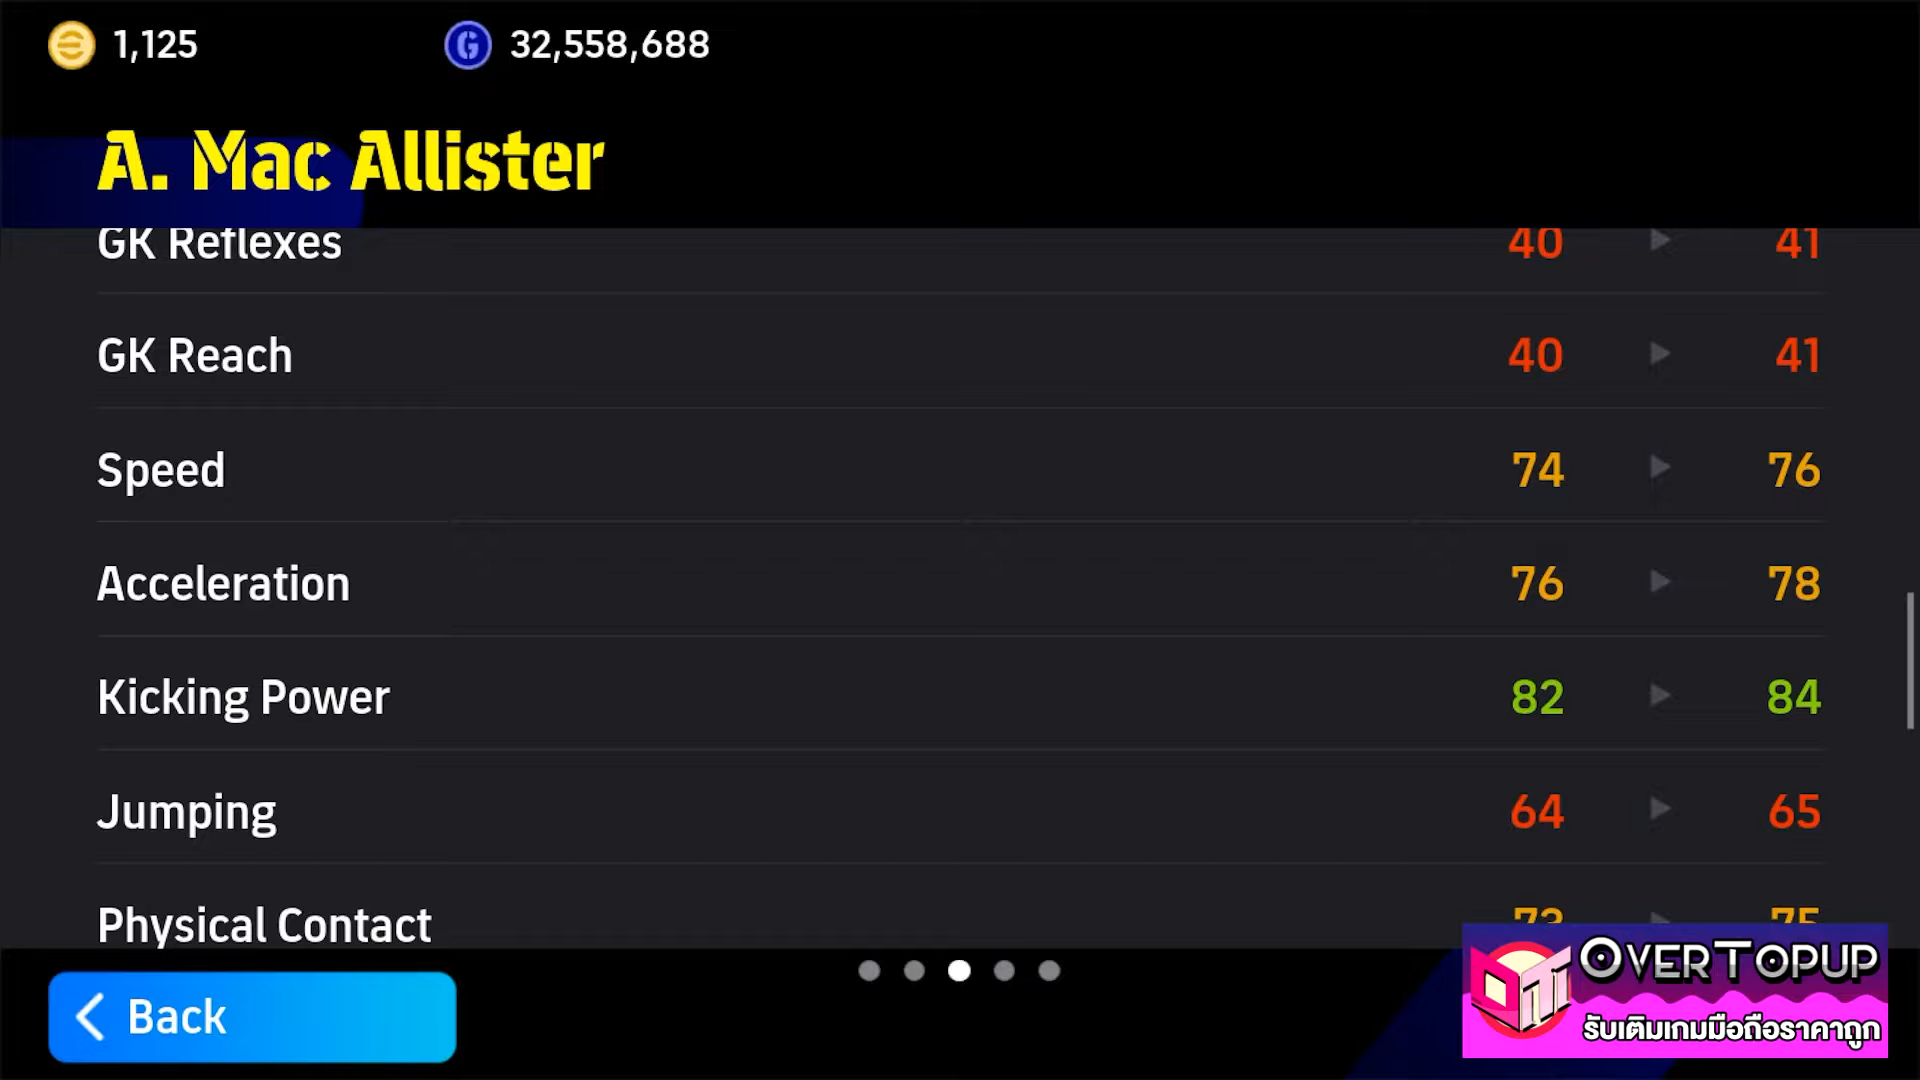 1,125 32,558,688
A. Mac Allister
GK Reflexes 40 41
GK Reach 40 41
Speed 74 76
Acceleration 76 78
Kicking Power 82 84
Jumping 64 65
Physical Contact 73 75
Back
OVERTOPUP
รับเติมเกมมือถือราคาถูก